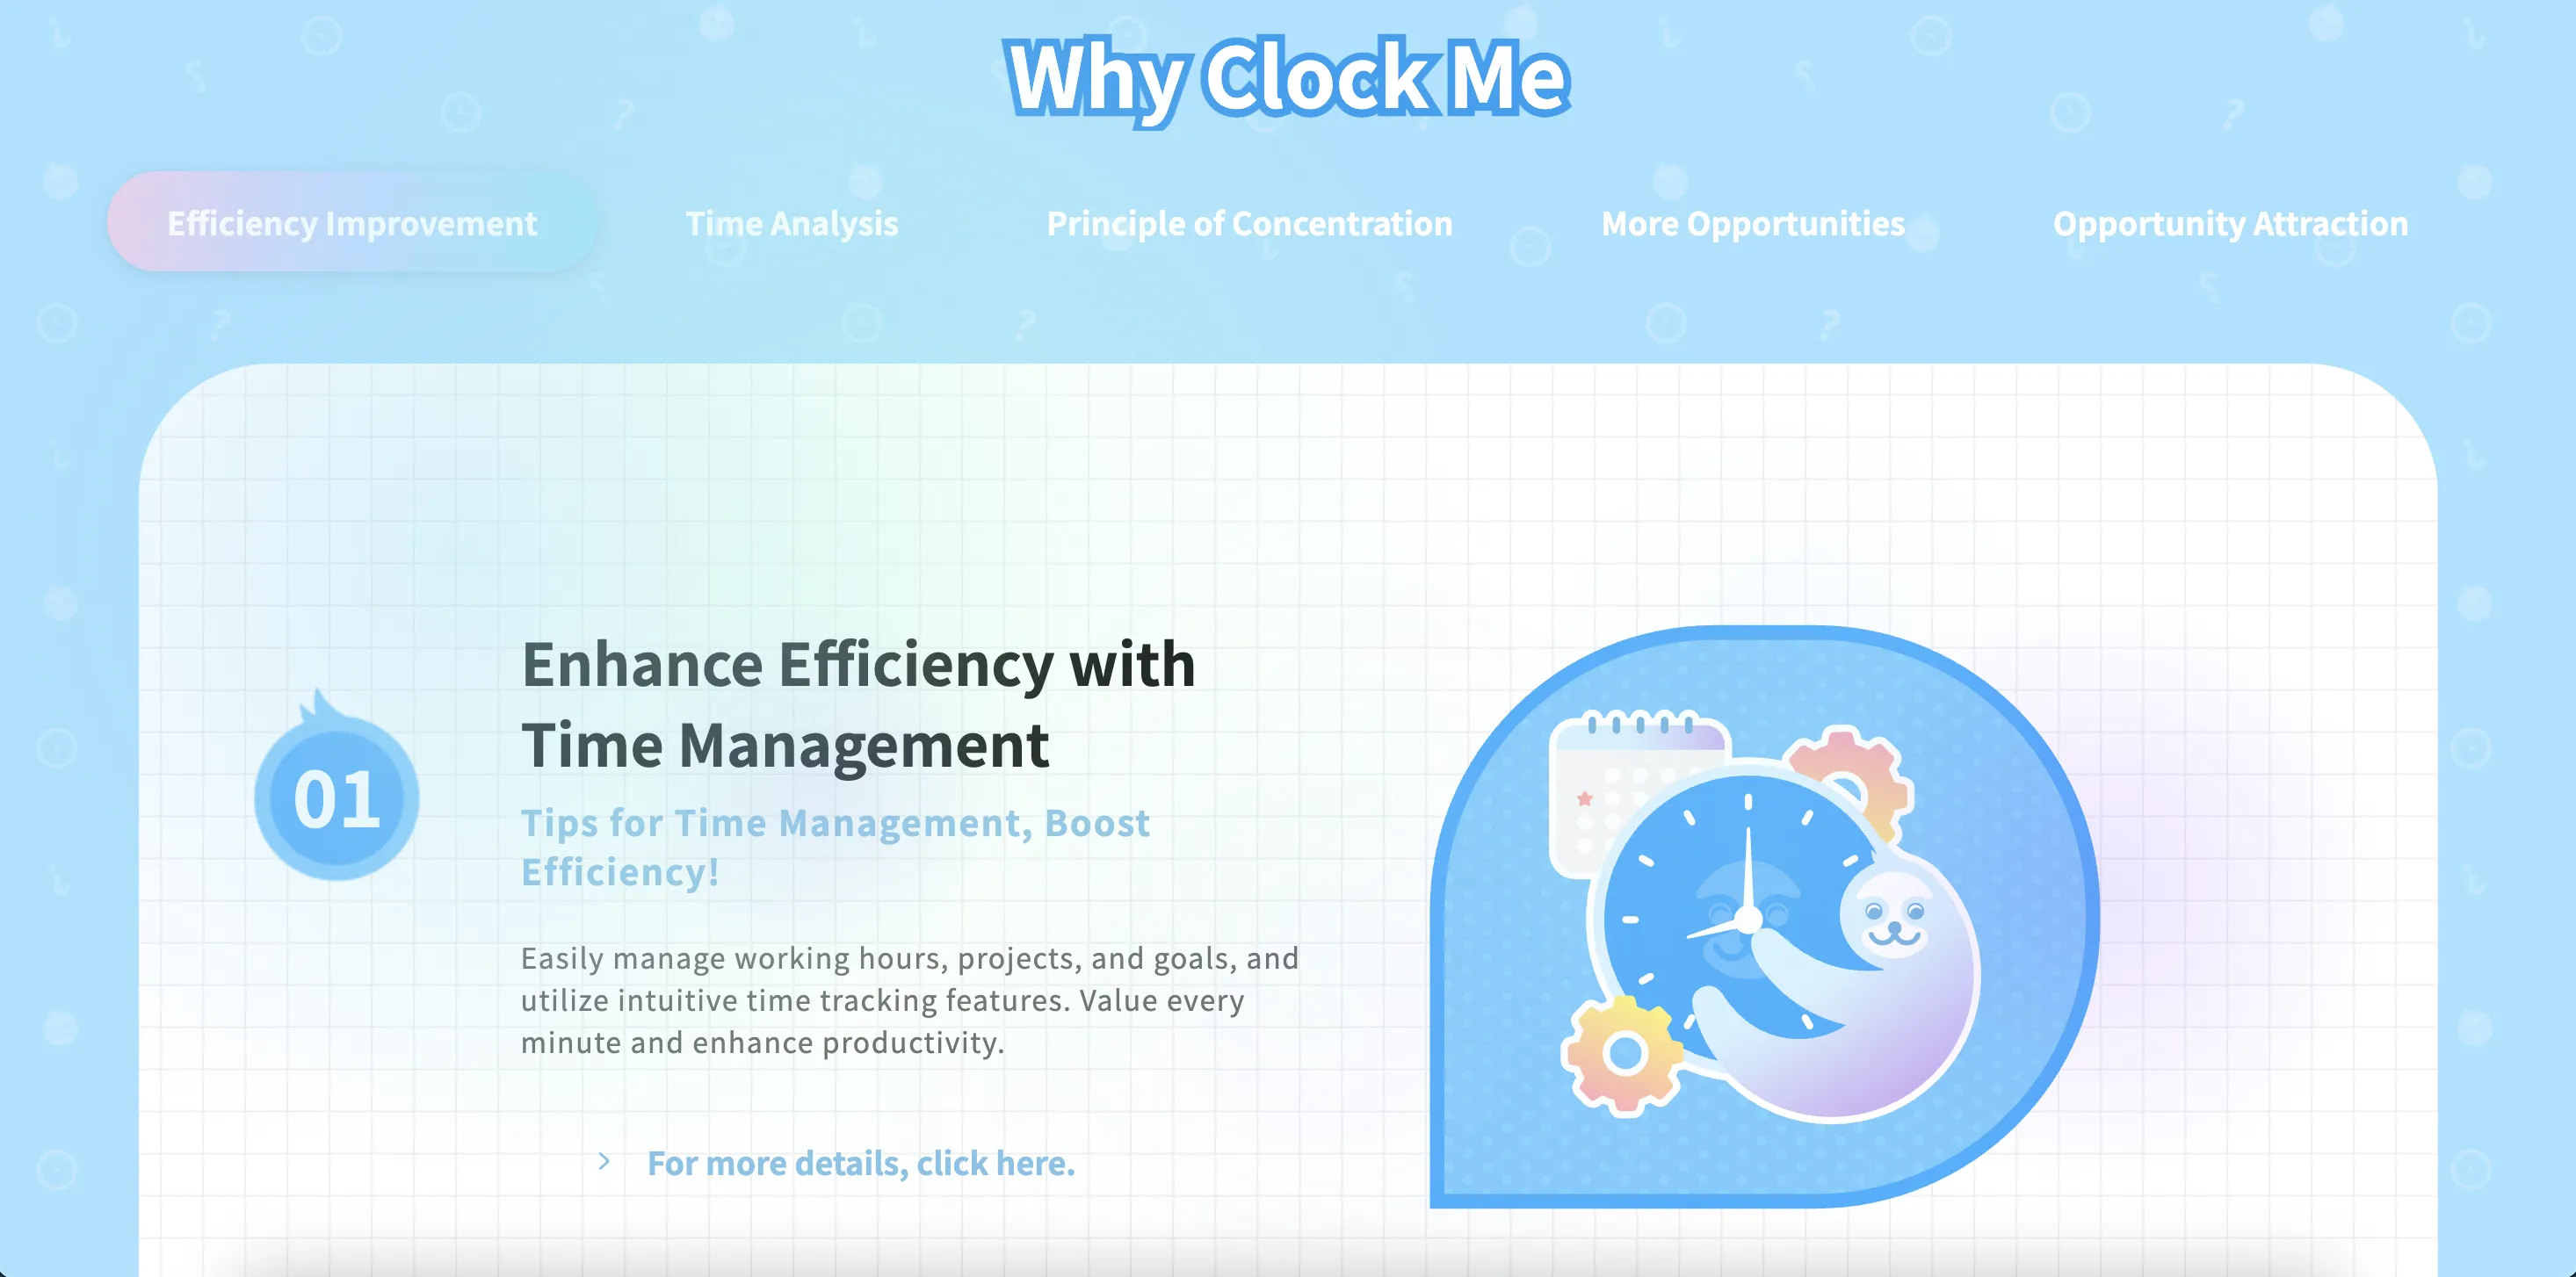 Why Clock Me
Efficiency Improvement
Time Analysis
Principle of Concentration
More Opportunities
Opportunity Attraction
01
Enhance Efficiency with
Time Management
Tips for Time Management, Boost
Efficiency!
Easily manage working hours, projects, and goals, and
utilize intuitive time tracking features. Value every
minute and enhance productivity.
For more details, click here.